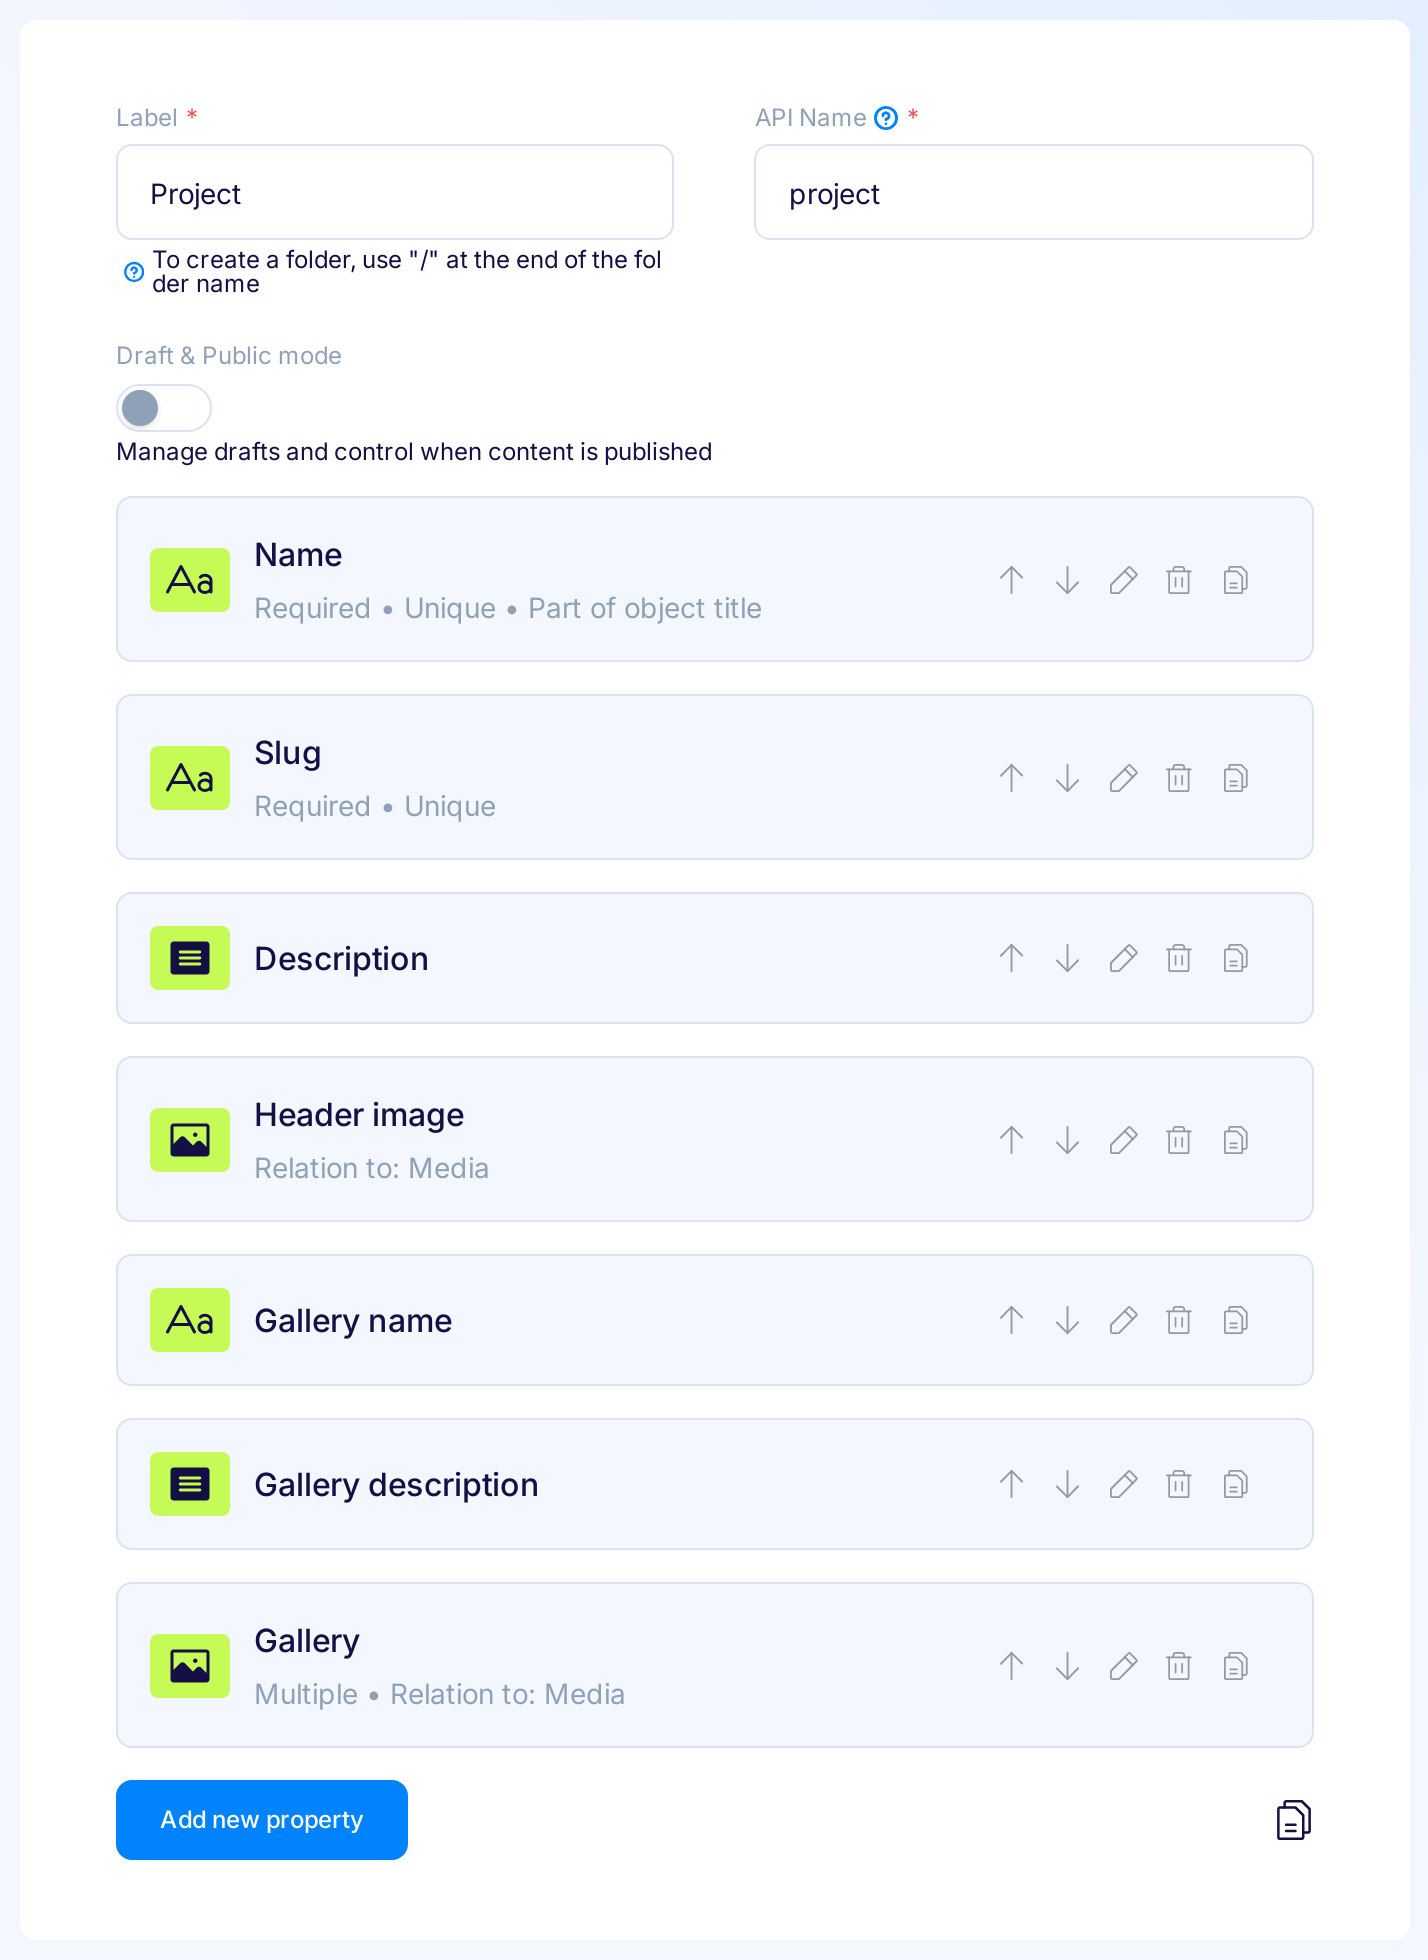 Label *
API Name *
Project
project
To create a folder, use "/" at the end of the fol
der name
Draft & Public mode
Manage drafts and control when content is published
Aa
Name
Required • Unique • Part of object title
Aa
Slug
Required • Unique
Description
Header image
Relation to: Media
Aa
Gallery name
Gallery description
Gallery
Multiple • Relation to: Media
Add new property